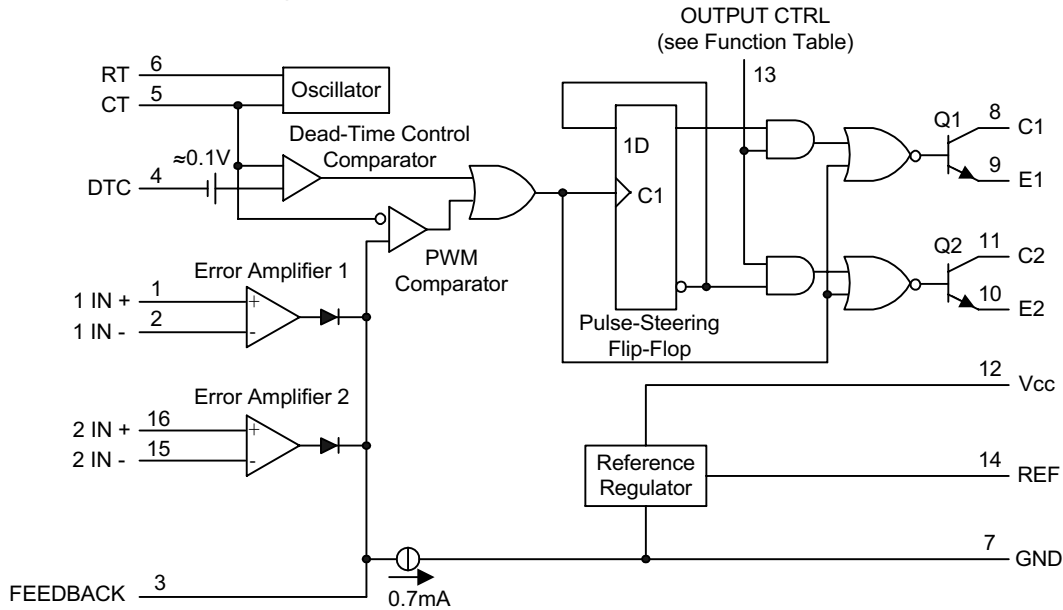 OUTPUT CTRL
(see Function Table)
13
RT 6
CT 5
Oscillator
Dead-Time Control
Comparator
≈0.1V
DTC 4
PWM
Comparator
1D
C1
Pulse-Steering
Flip-Flop
Q1
8 C1
9 E1
Q2
11 C2
10 E2
Error Amplifier 1
1 IN + 1
1 IN - 2
+
-
Error Amplifier 2
2 IN + 16
2 IN - 15
+
-
12 Vcc
Reference
Regulator
14 REF
7 GND
FEEDBACK 3
0.7mA